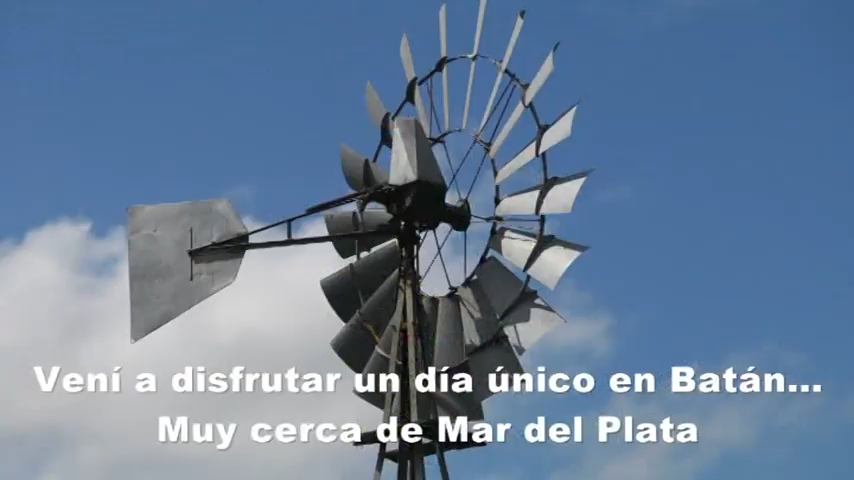 Vení a disfrutar un día único en Batán...
Muy cerca de Mar del Plata